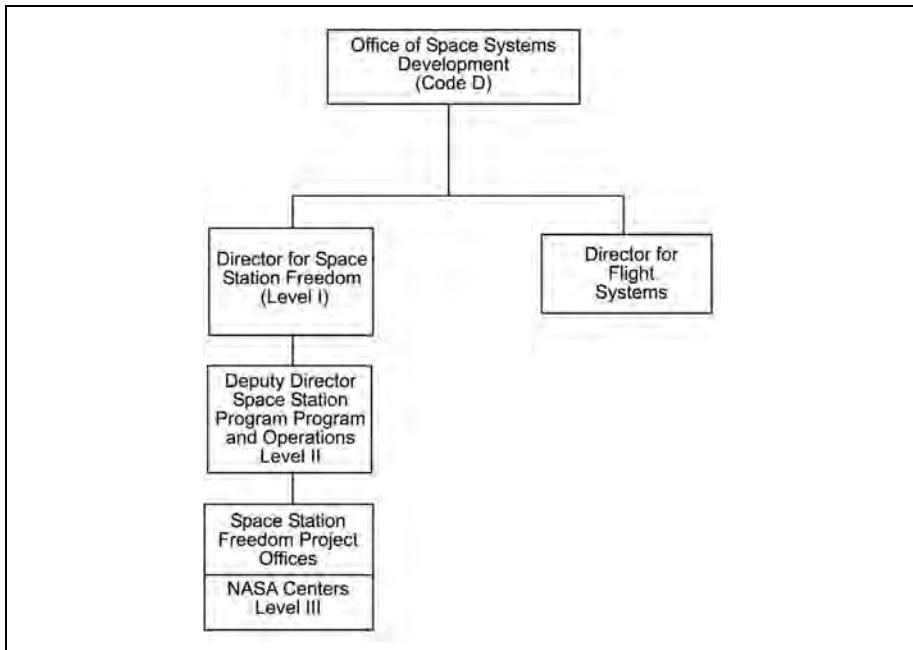 Office of Space Systems
Development
(Code D)
Director for Space
Station Freedom
(Level I)
Director for
Flight
Systems
Deputy Director
Space Station
Program Program
and Operations
Level II
Space Station
Freedom Project
Offices
NASA Centers
Level III